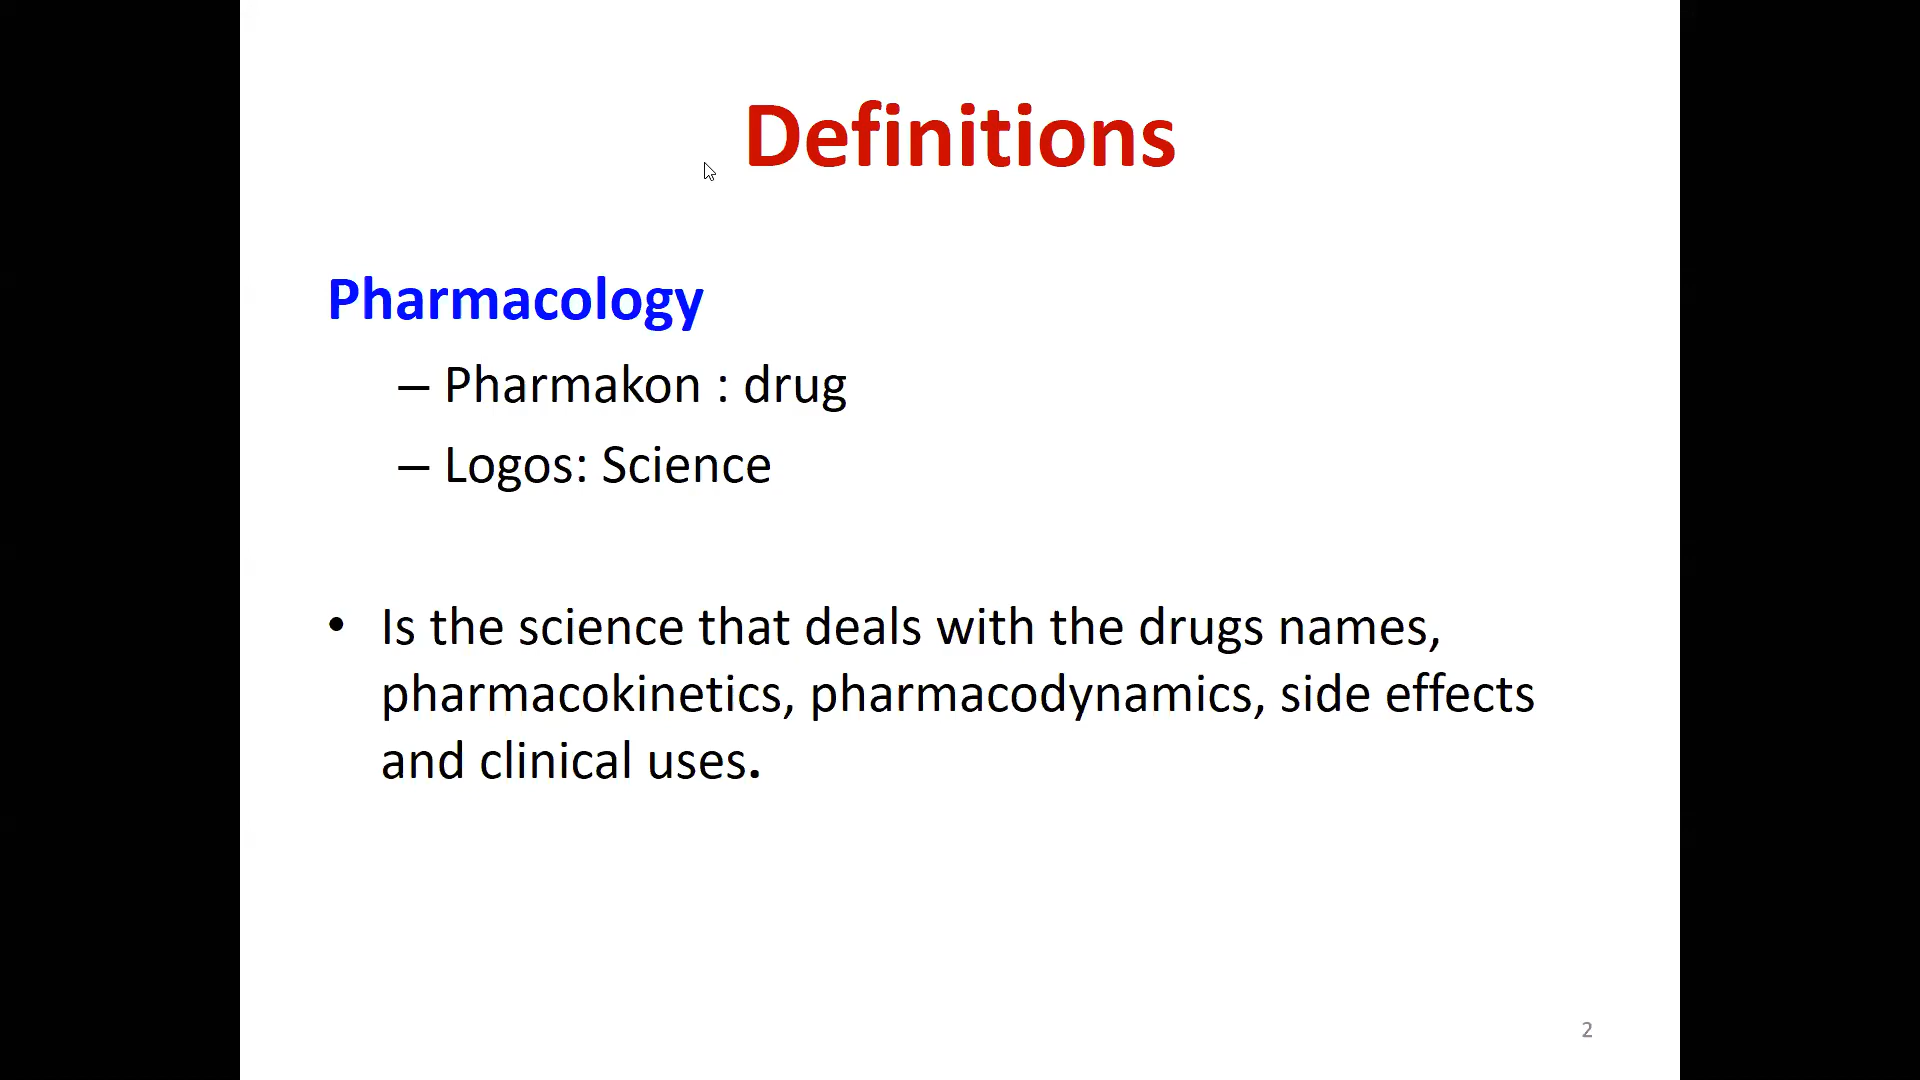 Definitions
Pharmacology
– Pharmakon : drug
– Logos: Science
• Is the science that deals with the drugs names,
pharmacokinetics, pharmacodynamics, side effects
and clinical uses.
2